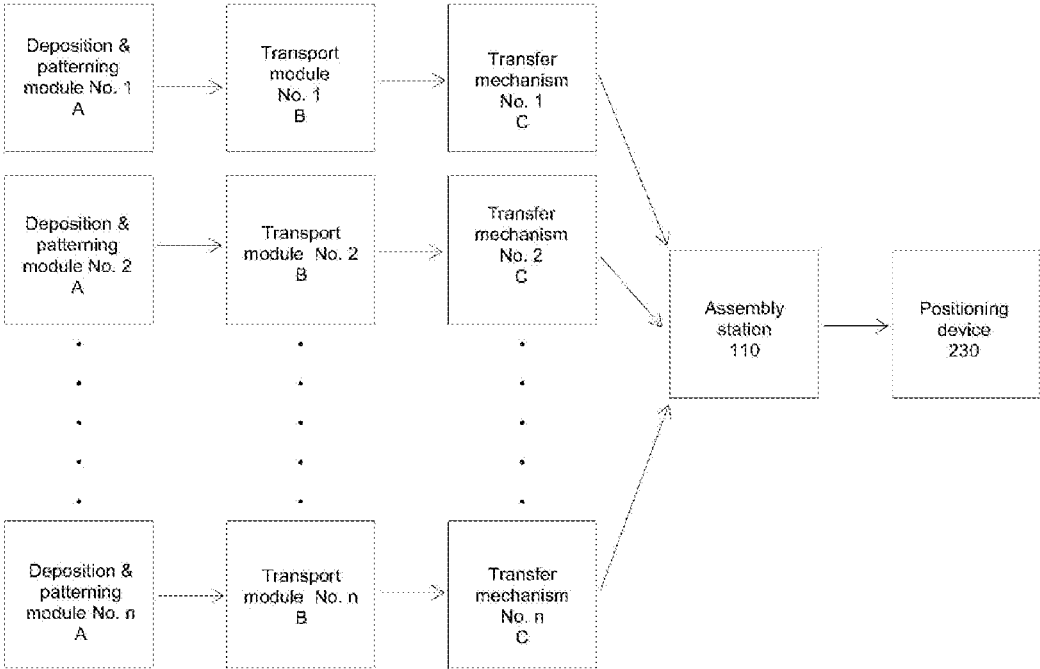 Deposition &
patterning
module No. 1
A
Transport
module
No. 1
B
Transfer
mechanism
No. 1
C
Deposition &
patterning
module No. 2
A
Transport
module No. 2
B
Transfer
mechanism
No. 2
C
Assembly
station
110
Positioning
device
230
Deposition &
patterning
module No. n
A
Transport
module No. n
B
Transfer
mechanism
No. n
C